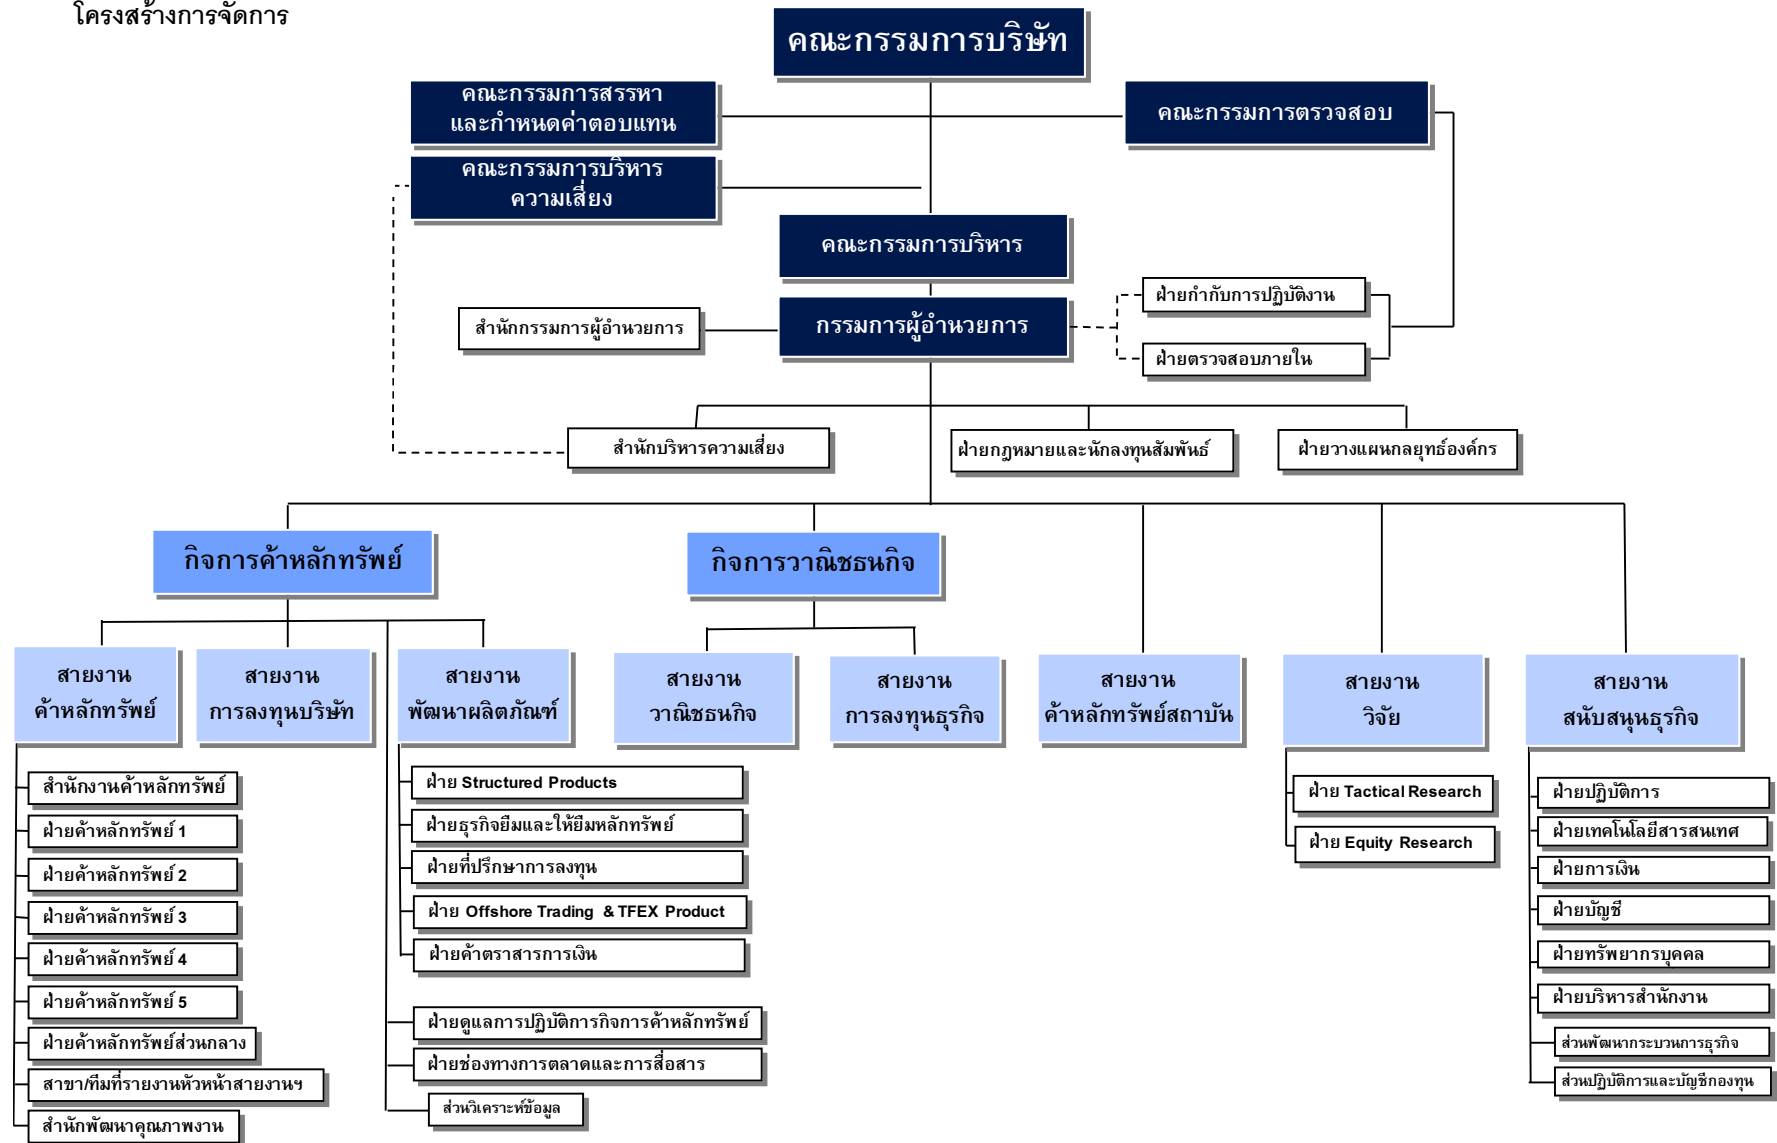 โครงสร้างการจัดการ
คณะกรรมการบริษัท
คณะกรรมการสรรหา
และกำหนดค่าตอบแทน
คณะกรรมการตรวจสอบ
คณะกรรมการบริหาร
ความเสี่ยง
คณะกรรมการบริหาร
ฝ่ายกำกับการปฏิบัติงาน
สำนักกรรมการผู้อำนวยการ
กรรมการผู้อำนวยการ
ฝ่ายตรวจสอบภายใน
สำนักบริหารความเสี่ยง
ฝ่ายกฎหมายและนักลงทุนสัมพันธ์
ฝ่ายวางแผนกลยุทธ์องค์กร
กิจการค้าหลักทรัพย์
กิจการวาณิชธนกิจ
สายงาน
ค้าหลักทรัพย์
สายงาน
การลงทุนบริษัท
สายงาน
พัฒนาผลิตภัณฑ์
สายงาน
วาณิชธนกิจ
สายงาน
การลงทุนธุรกิจ
สายงาน
ค้าหลักทรัพย์สถาบัน
สายงาน
วิจัย
สายงาน
สนับสนุนธุรกิจ
สำนักงานค้าหลักทรัพย์
ฝ่ายค้าหลักทรัพย์ 1
ฝ่ายค้าหลักทรัพย์ 2
ฝ่ายค้าหลักทรัพย์ 3
ฝ่ายค้าหลักทรัพย์ 4
ฝ่ายค้าหลักทรัพย์ 5
ฝ่ายค้าหลักทรัพย์ส่วนกลาง
สาขา/ทีมที่รายงานหัวหน้าสายงานฯ
สำนักพัฒนาคุณภาพงาน
ฝ่าย Structured Products
ฝ่ายธุรกิจยืมและให้ยืมหลักทรัพย์
ฝ่ายที่ปรึกษาการลงทุน
ฝ่าย Offshore Trading & TFEX Product
ฝ่ายค้าตราสารการเงิน
ฝ่ายดูแลการปฏิบัติการกิจการค้าหลักทรัพย์
ฝ่ายช่องทางการตลาดและการสื่อสาร
ส่วนวิเคราะห์ข้อมูล
ฝ่าย Tactical Research
ฝ่าย Equity Research
ฝ่ายปฏิบัติการ
ฝ่ายเทคโนโลยีสารสนเทศ
ฝ่ายการเงิน
ฝ่ายบัญชี
ฝ่ายทรัพยากรบุคคล
ฝ่ายบริหารสำนักงาน
ส่วนพัฒนากระบวนการธุรกิจ
ส่วนปฏิบัติการและบัญชีกองทุน